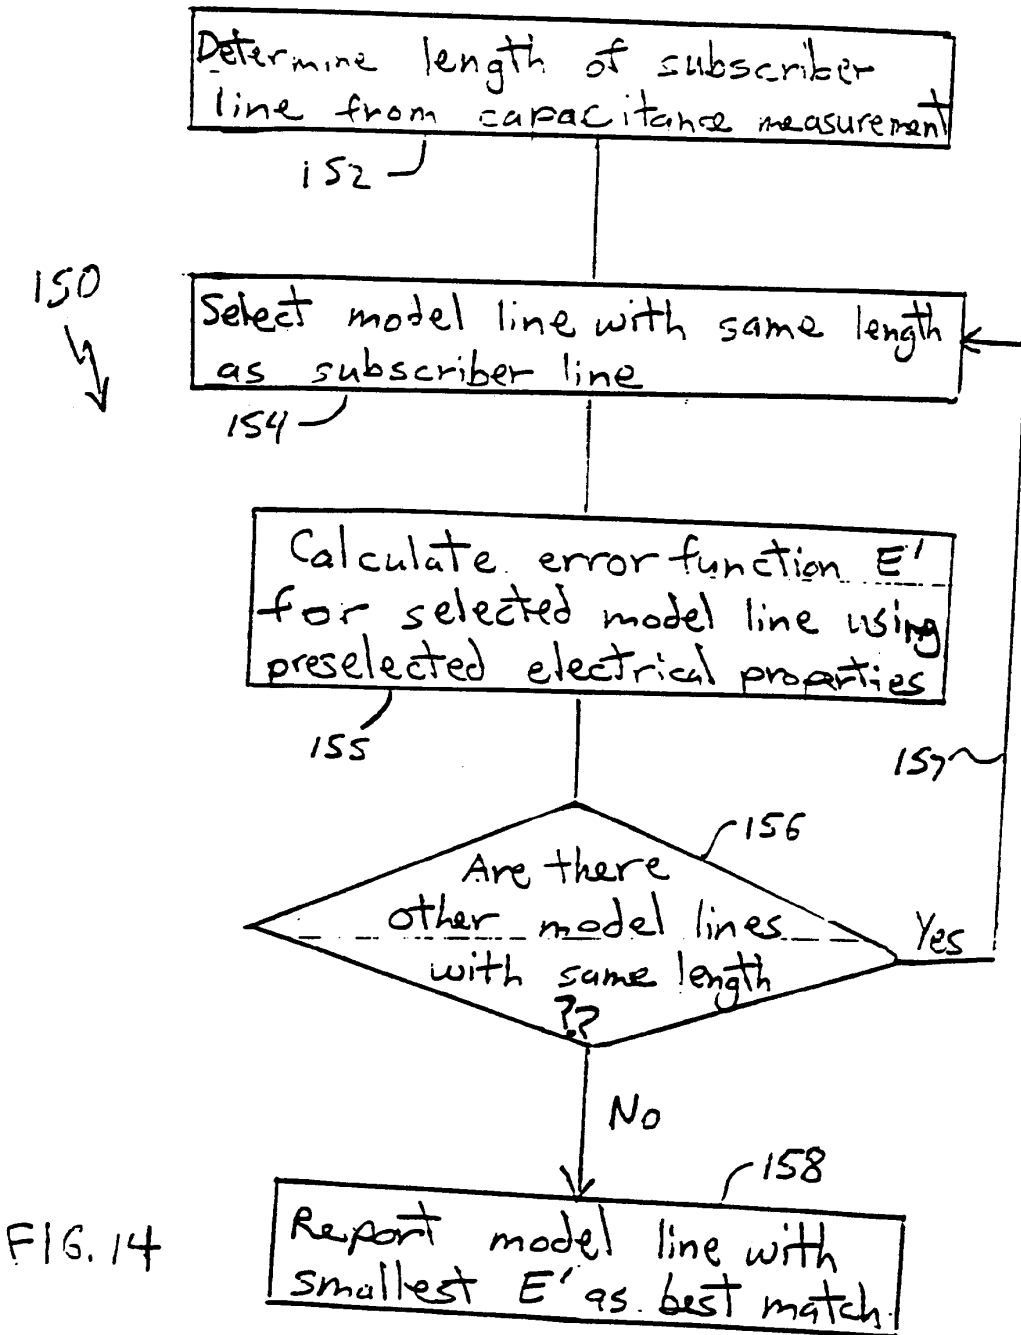 Determine length of subscriber
line from capacitance measurement
152
150
Select model line with same length
as subscriber line
154
Calculate error function E'
for selected model line using
preselected electrical properties
155
157
156
Are there
other model lines
with same length
??
Yes
No
158
Report model line with
smallest E' as best match
FIG. 14